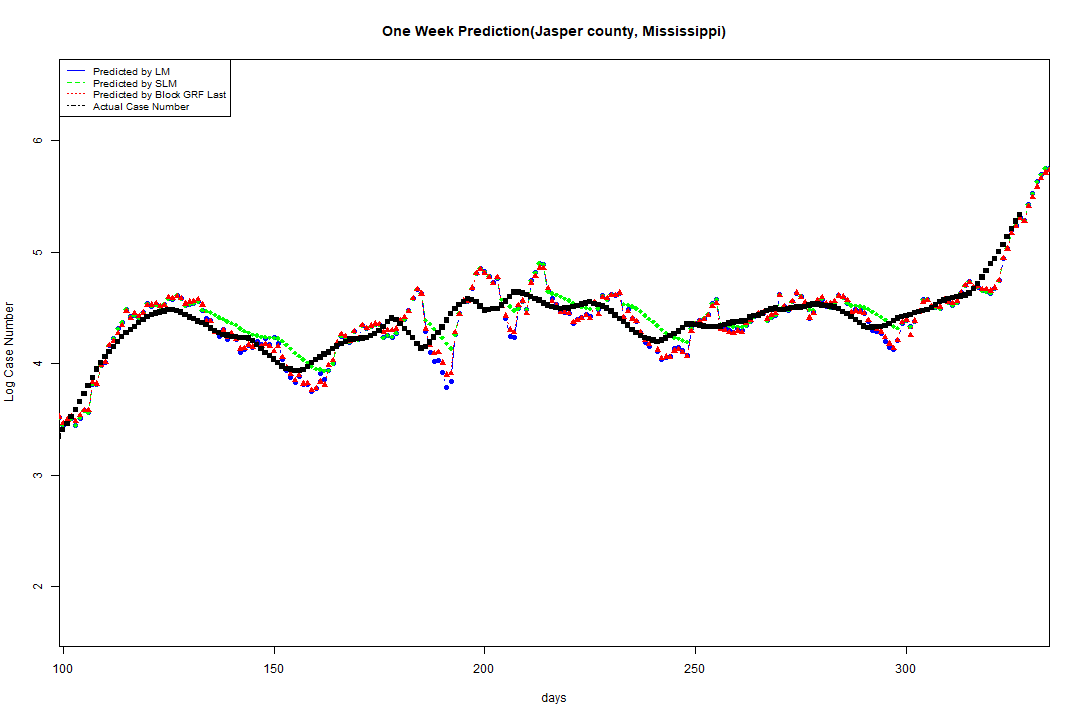 One Week Prediction(Jasper county, Mississippi)
Predicted by LM
Predicted by SLM
Predicted by Block GRF Last
Actual Case Number
6
5
4
3
2
Log Case Number
100 150 200 250 300
days